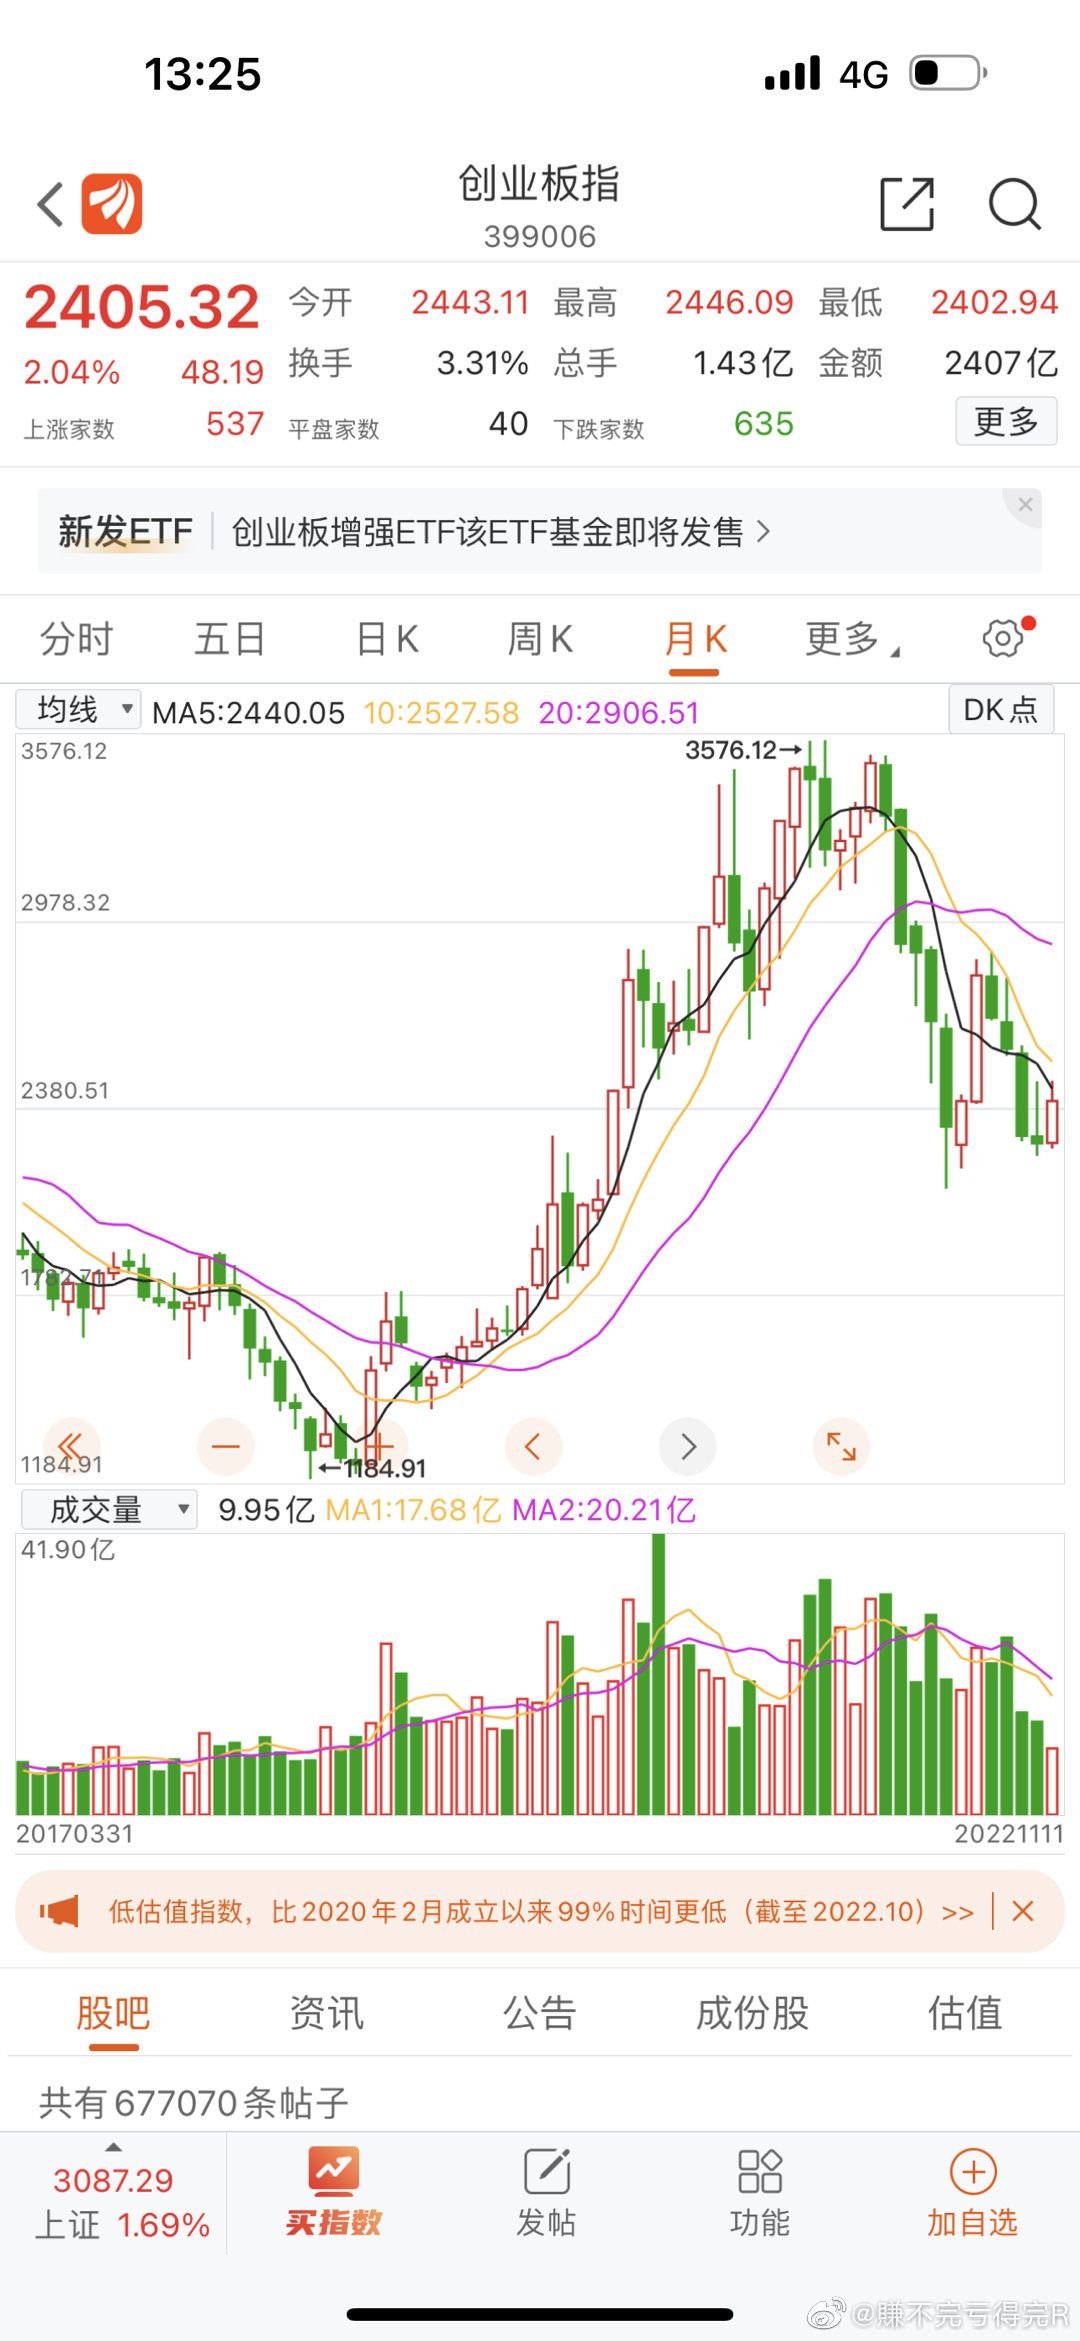 13:25
4G
创业板指
399006
2405.32 今开 2443.11 最高 2446.09 最低 2402.94
2.04% 48.19 换手 3.31% 总手 1.43亿 金额 2407亿
上涨家数 537 平盘家数 40 下跌家数 635 更多
新发ETF 创业板增强ETF该ETF基金即将发售 >
分时 五日 日K 周K 月K 更多
均线 MA5:2440.05 10:2527.58 20:2906.51 DK点
3576.12 3576.12→
2978.32
2380.51
1782.71
1184.91 ←1184.91
成交量 9.95亿 MA1:17.68亿 MA2:20.21亿
41.90亿
20170331 20221111
低估值指数，比2020年2月成立以来99%时间更低（截至2022.10）>>
股吧 资讯 公告 成份股 估值
共有677070条帖子
3087.29
上证 1.69%
买指数 发帖 功能 加自选
@赚不完亏得完R